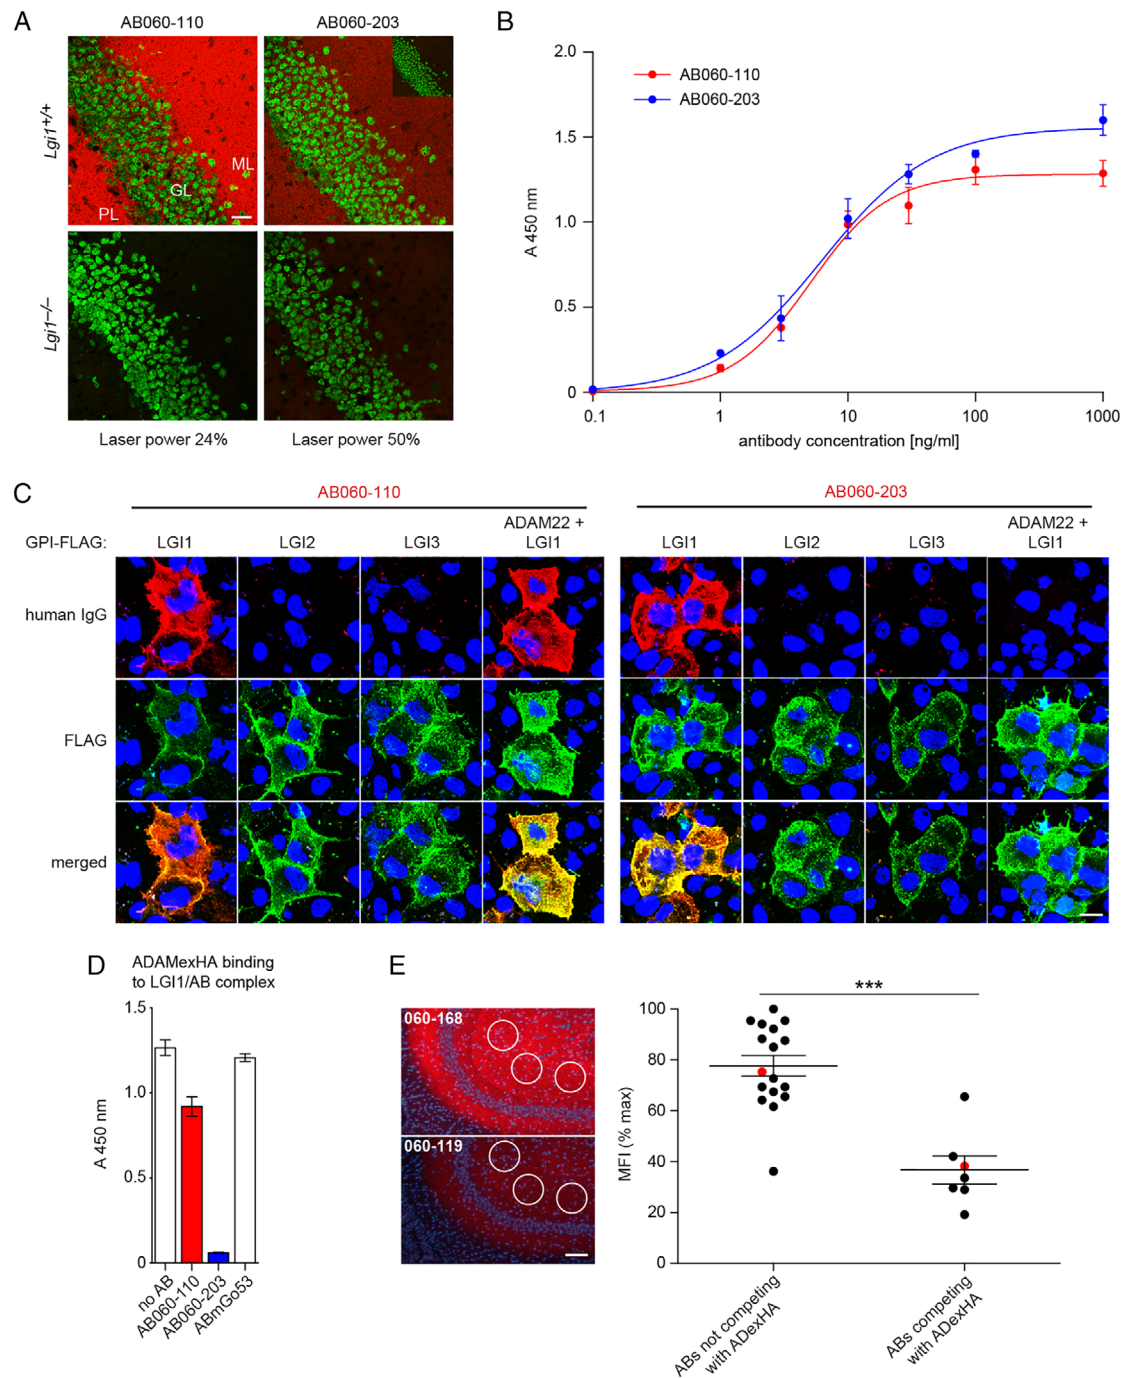 A
AB060-110
AB060-203
Lgi1+/+
ML
GL
PL
Lgi1–/–
Laser power 24%
Laser power 50%
B
2.0
1.5
1.0
0.5
0
A 450 nm
AB060-110
AB060-203
0.1
1
10
100
1000
antibody concentration [ng/ml]
C
AB060-110
AB060-203
ADAM22 +
ADAM22 +
GPI-FLAG:
LGI1
LGI2
LGI3
LGI1
LGI1
LGI2
LGI3
LGI1
human IgG
FLAG
merged
D
ADAMexHA binding
to LGI1/AB complex
1.5
1.0
0.5
0
A 450 nm
no AB
AB060-110
AB060-203
ABmGo53
E
060-168
060-119
***
100
80
60
40
20
0
MFI (% max)
ABs not competing
with ADexHA
ABs competing
with ADexHA